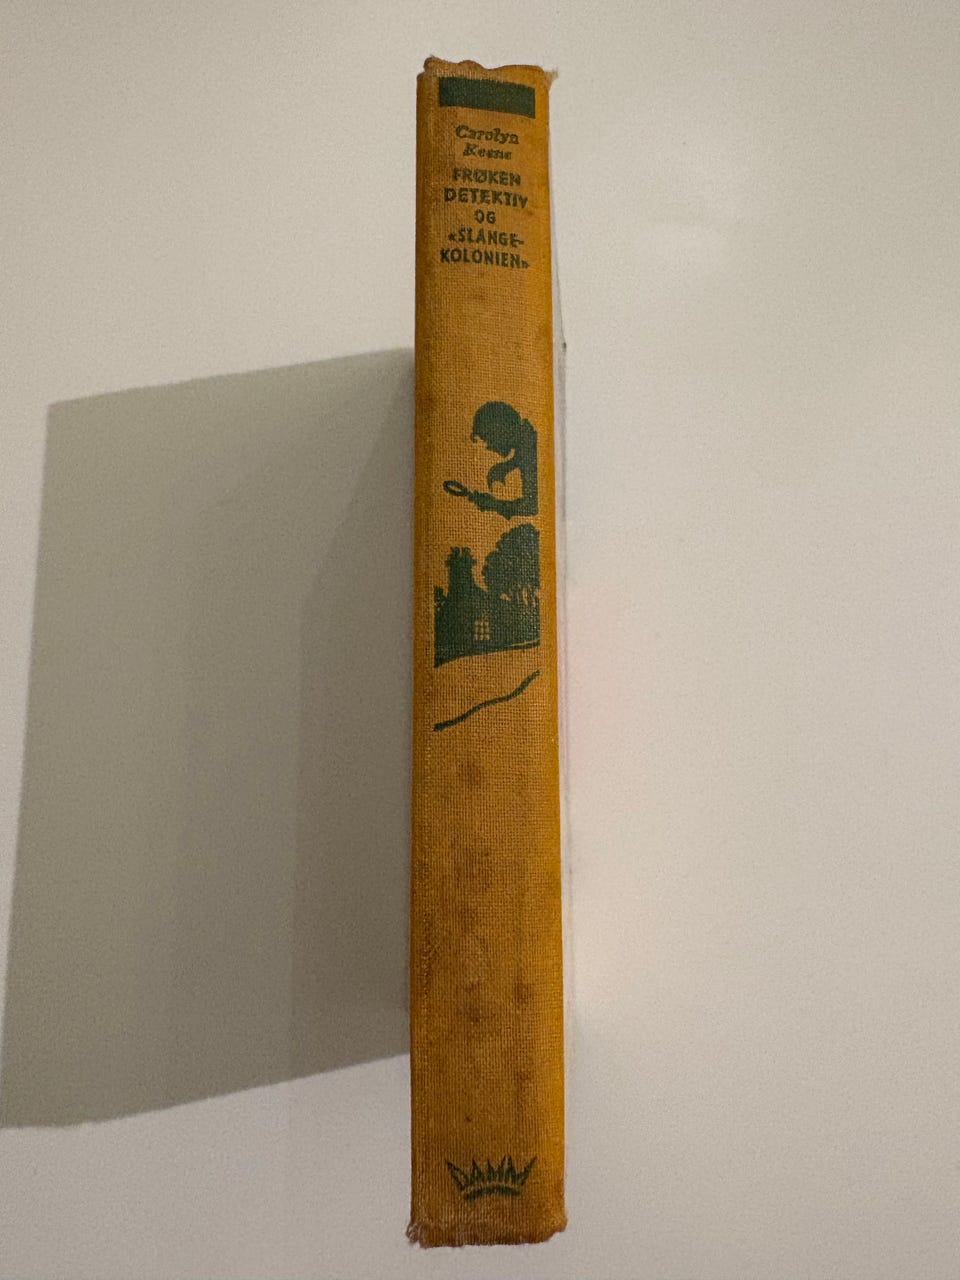 Carolyn
Keene
FRØKEN
DETEKTIV
OG
«SLANGE-
KOLONIEN»
DAMM